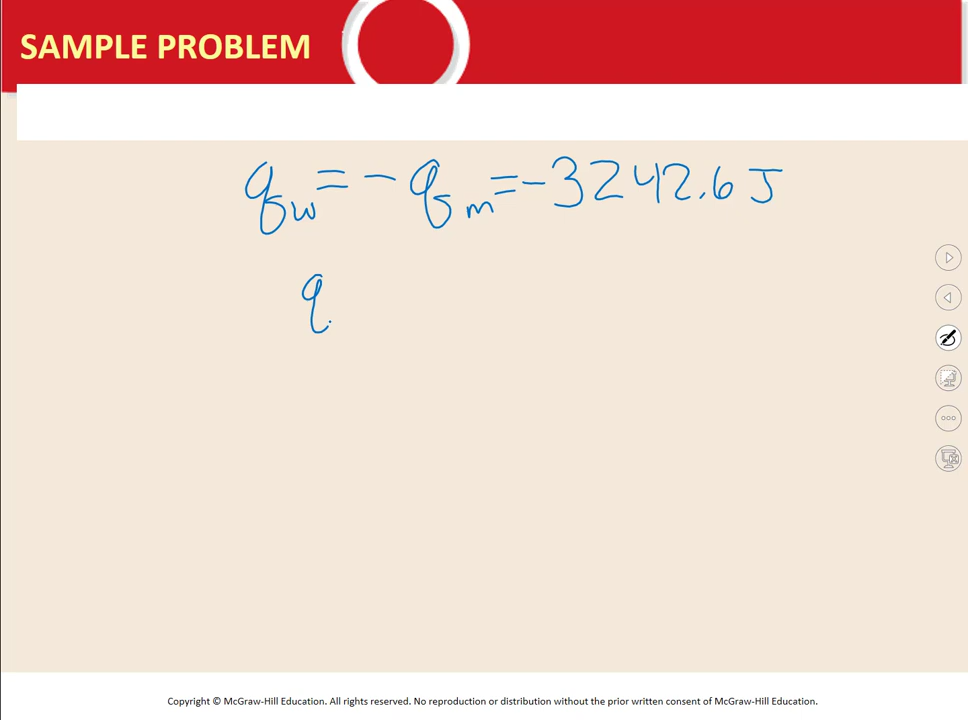 SAMPLE PROBLEM
q_w = - q_m = -3242.6 J
q
Copyright © McGraw-Hill Education. All rights reserved. No reproduction or distribution without the prior written consent of McGraw-Hill Education.